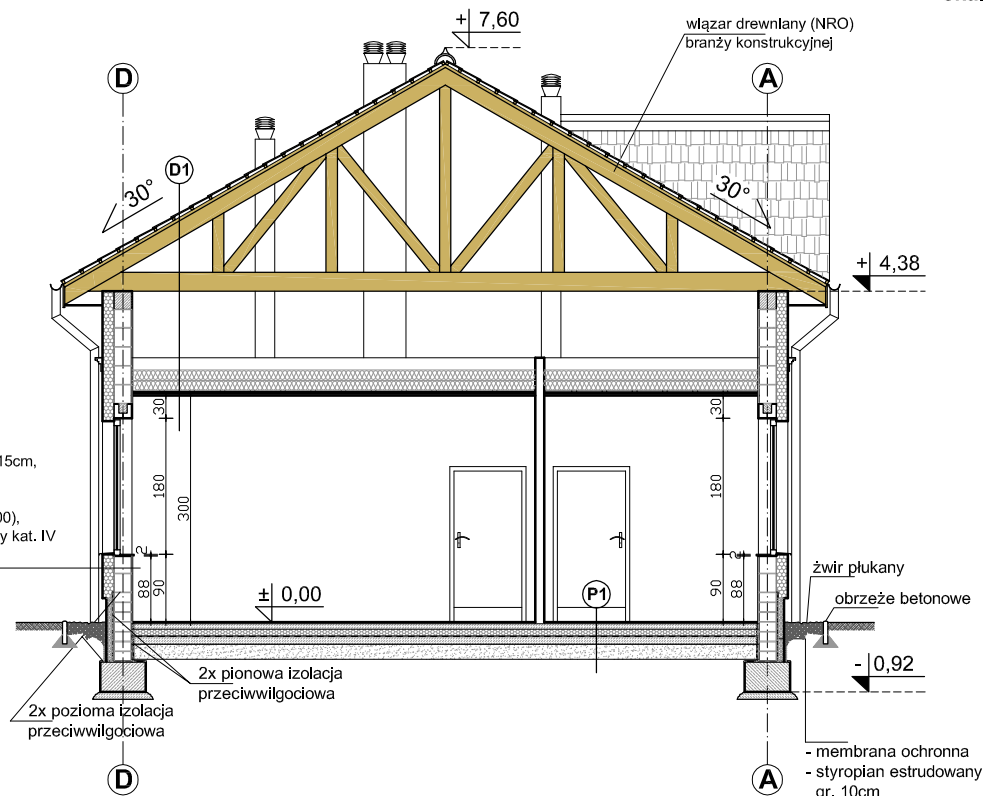 + 7,60
włązar drewniany (NRO)
branży konstrukcyjnej
D
A
D1
30°
30°
+ 4,38
15cm,
00),
y kat. IV
30
180
300
2
88
90
30
180
2
88
90
± 0,00
P1
żwir płukany
obrzeże betonowe
- 0,92
2x pionowa izolacja
przeciwwilgociowa
2x pozioma izolacja
przeciwwilgociowa
- membrana ochronna
- styropian estrudowany
gr. 10cm
D
A